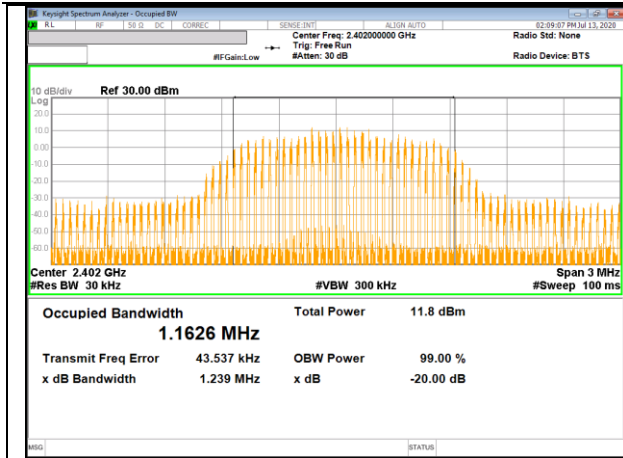 Keysight Spectrum Analyzer - Occupied BW
RL RF 50 Ω DC CORREC SENSE:INT ALIGN AUTO 02:09:07 PM Jul 13, 2020
Center Freq: 2.402000000 GHz Radio Std: None
Trig: Free Run
#IFGain:Low #Atten: 30 dB Radio Device: BTS
10 dB/div Ref 30.00 dBm
Log
20.0
10.0
0.00
-10.0
-20.0
-30.0
-40.0
-50.0
-60.0
Center 2.402 GHz Span 3 MHz
#Res BW 30 kHz #VBW 300 kHz #Sweep 100 ms
Occupied Bandwidth Total Power 11.8 dBm
1.1626 MHz
Transmit Freq Error 43.537 kHz OBW Power 99.00 %
x dB Bandwidth 1.239 MHz x dB -20.00 dB
MSG STATUS